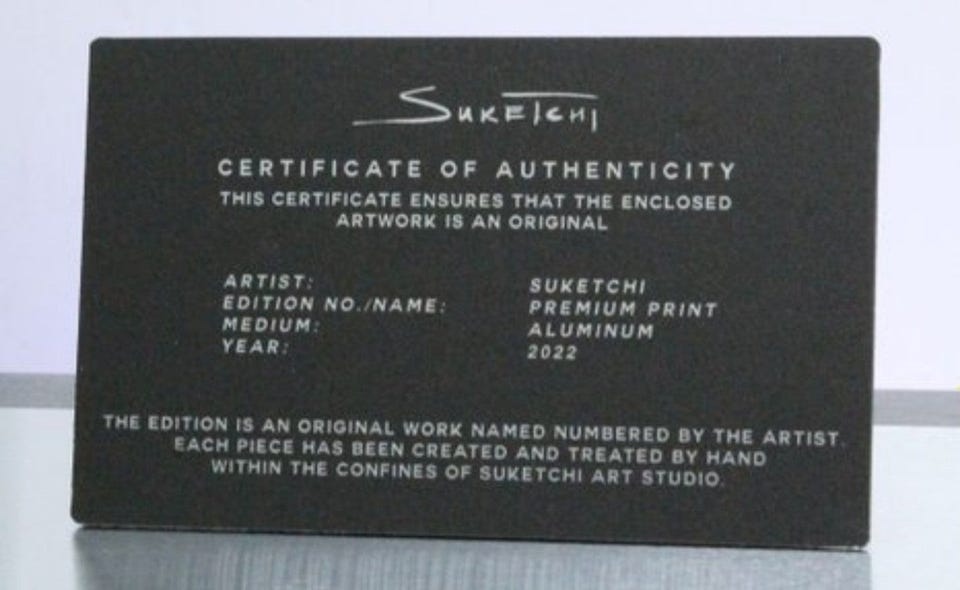 SUKETCHI
CERTIFICATE OF AUTHENTICITY
THIS CERTIFICATE ENSURES THAT THE ENCLOSED
ARTWORK IS AN ORIGINAL
ARTIST: SUKETCHI
EDITION NO./NAME: PREMIUM PRINT
MEDIUM: ALUMINUM
YEAR: 2022
THE EDITION IS AN ORIGINAL WORK NAMED NUMBERED BY THE ARTIST.
EACH PIECE HAS BEEN CREATED AND TREATED BY HAND
WITHIN THE CONFINES OF SUKETCHI ART STUDIO.